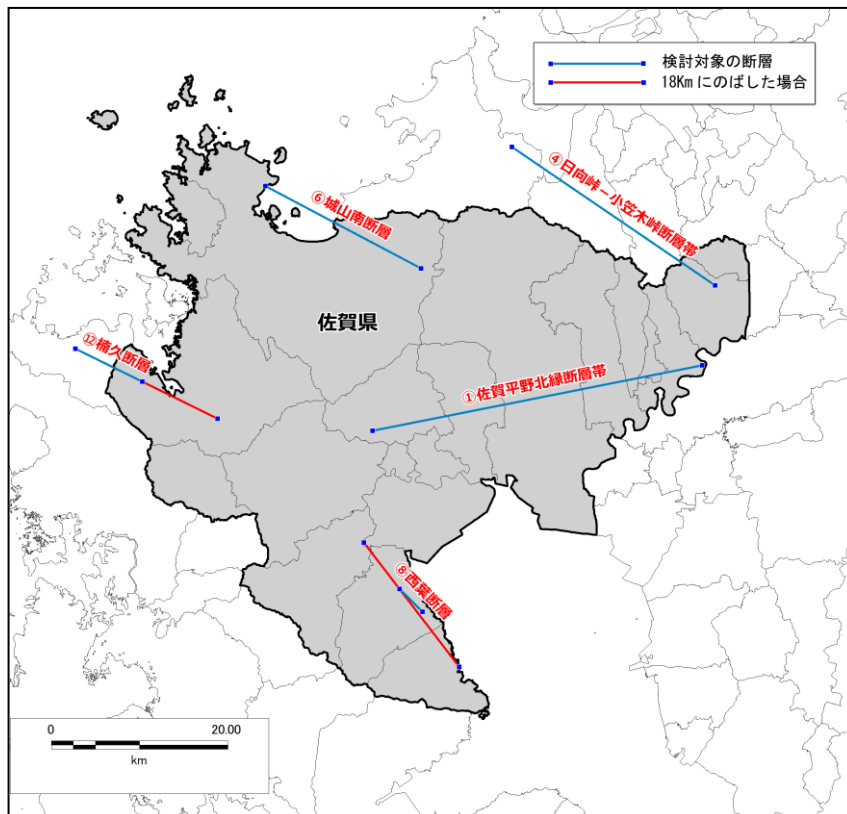 検討対象の断層
18Kmにのばした場合
④日向峠－小笠木峠断層帯
⑥城山南断層
佐賀県
⑫楠久断層
①佐賀平野北縁断層帯
⑧西葉断層
0 20.00
km